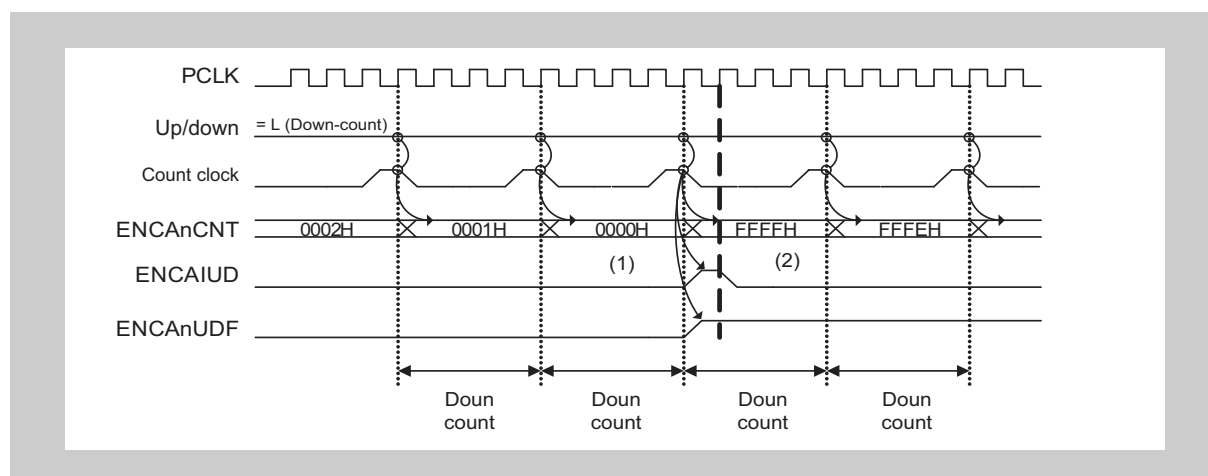 PCLK
Up/down = L (Down-count)
Count clock
ENCAnCNT 0002H 0001H 0000H FFFFH FFFEH
(1) (2)
ENCAIUD
ENCAnUDF
Doun Doun Doun Doun
count count count count